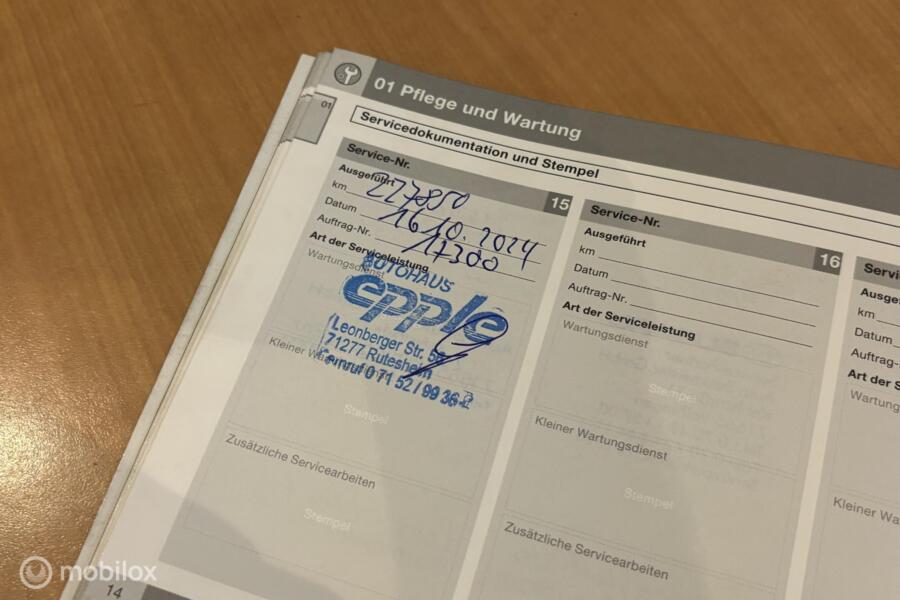 01 Pflege und Wartung
01
Servicedokumentation und Stempel
Service-Nr.
15
Ausgeführt
km 227850
Datum 16.10.2024
Auftrag-Nr. 17300
Art der Serviceleistung
Wartungsdienst
AUTOHAUS
epple
Leonberger Str.
71277 Rutesheim
Fernruf 0 71 52 / 99 36-
Kleiner Wartungsdienst
Stempel
Zusätzliche Servicearbeiten
Stempel
14
Service-Nr.
16
Ausgeführt
km
Datum
Auftrag-Nr.
Art der Serviceleistung
Wartungsdienst
Stempel
Kleiner Wartungsdienst
Stempel
Zusätzliche Servicearbeiten
Servi
Ausge
km
Datum
Auftrag-N
Art der S
Wartung
Kleiner Wa
mobilox